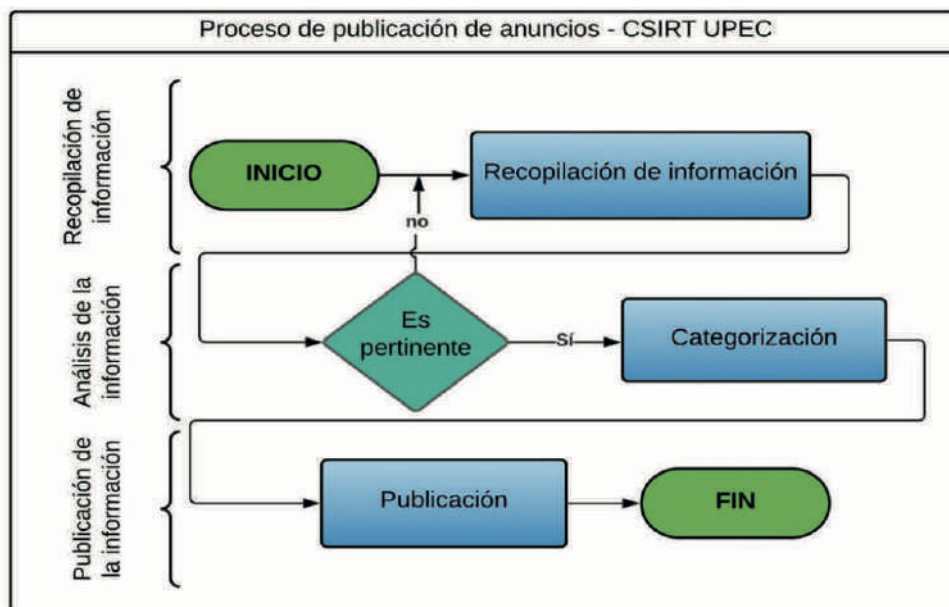 Proceso de publicación de anuncios - CSIRT UPEC
Recopilación de
información
INICIO
Recopilación de información
no
Análisis de la
información
Es
pertinente
Sí
Categorización
Publicación de
la información
Publicación
FIN